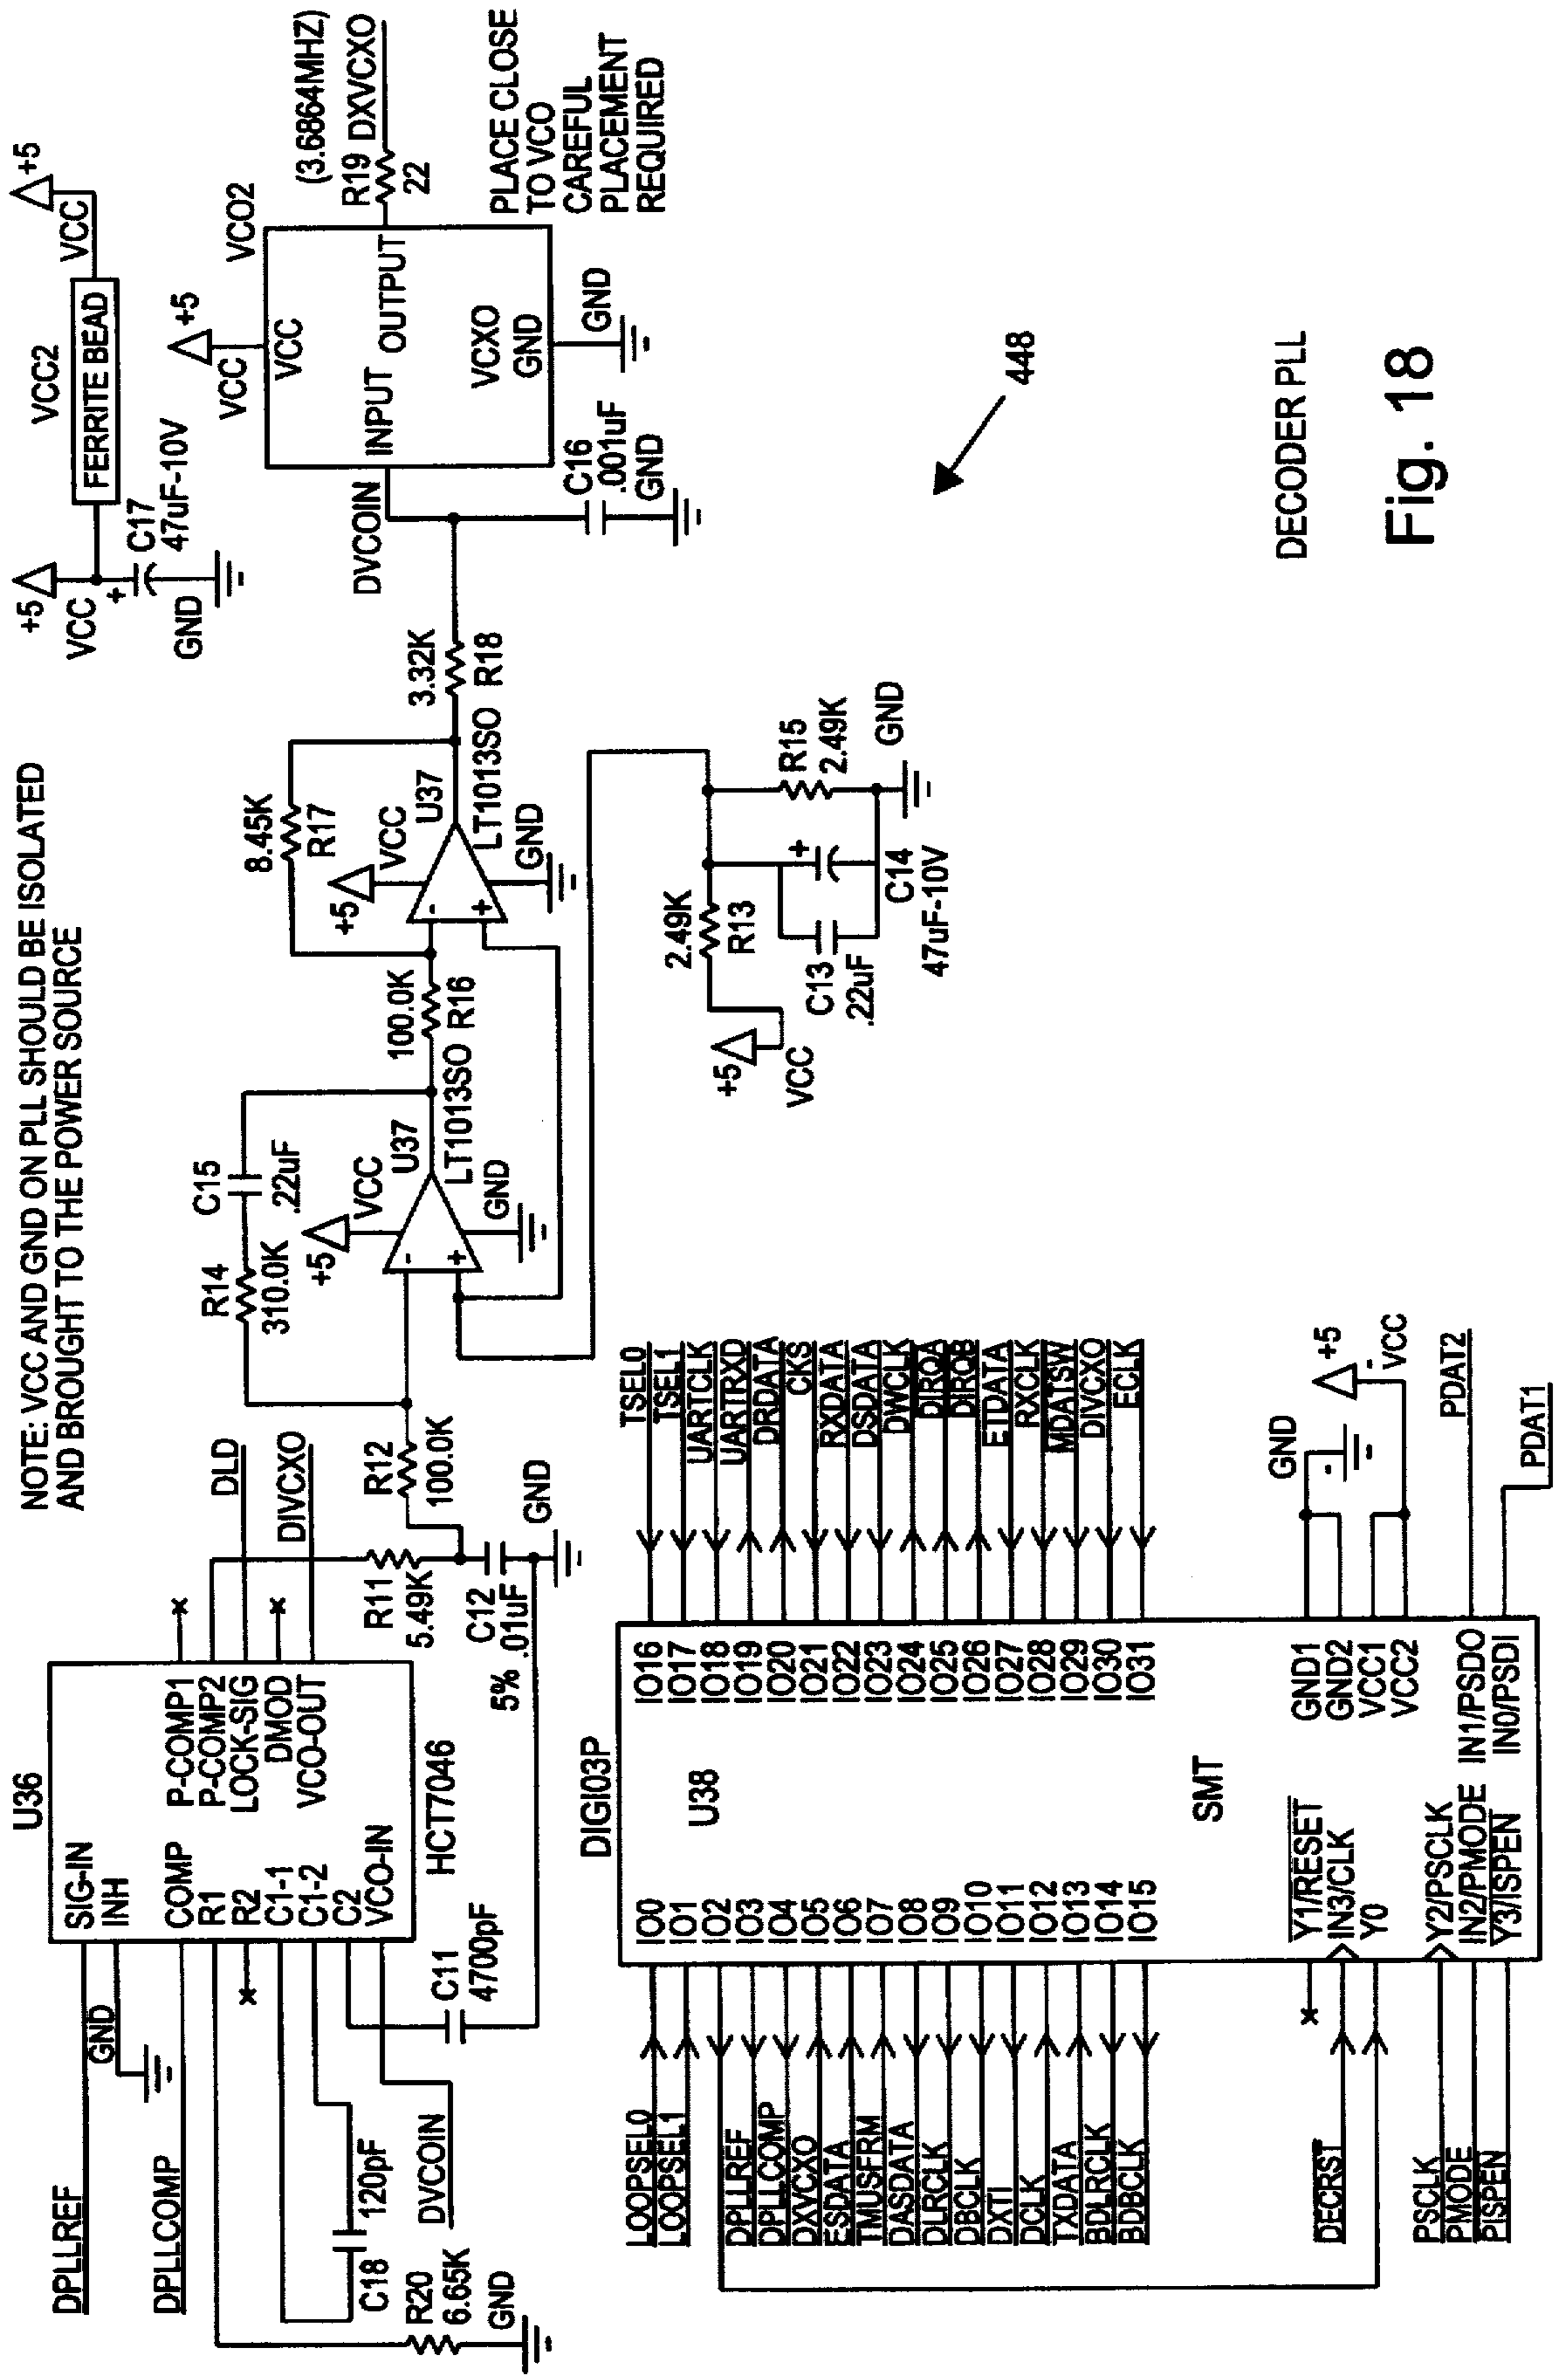 NOTE: VCC AND GND ON PLL SHOULD BE ISOLATED
AND BROUGHT TO THE POWER SOURCE
U36
SIG-IN
INH
COMP
R1
R2
C1-1
C1-2
C2
VCO-IN
P-COMP1
P-COMP2
LOCK-SIG
DMOD
VCO-OUT
HCT7046
DPLLREF
GND
DPLLCOMP
C18
120pF
R20
6.65K
GND
DVCOIN
C11
4700pF
DLD
DIVCXO
R11
5.49K
C12
.01uF
5%
GND
R12
100.0K
R14
310.0K
C15
.22uF
+5
VCC
U37
LT1013SO
GND
-
+
100.0K
R16
8.45K
R17
+5
VCC
U37
LT1013SO
GND
-
+
3.32K
R18
+5
VCC
2.49K
R13
C13
.22uF
+
C14
47uF-10V
R15
2.49K
GND
+5
VCC
+
C17
47uF-10V
GND
VCC2
FERRITE BEAD
VCC
+5
VCC
+5
VCO2
VCC
INPUT
OUTPUT
VCXO
GND
GND
DVCOIN
C16
.001uF
GND
(3.6864MHZ)
R19
DXVCXO
22
PLACE CLOSE
TO VCO
CAREFUL
PLACEMENT
REQUIRED
DIGI03P
U38
SMT
LOOPSEL0
LOOPSEL1
DPLLREF
DPLLCOMP
DXVCXO
ESDATA
TMUSFRM
DASDATA
DLRCLK
DBCLK
DXTI
DCLK
TXDATA
BDLRCLK
BDBCLK
DECRST
PSCLK
PMODE
PISPEN
IO0
IO1
IO2
IO3
IO4
IO5
IO6
IO7
IO8
IO9
IO10
IO11
IO12
IO13
IO14
IO15
Y1/RESET
IN3/CLK
Y0
Y2/PSCLK
IN2/PMODE
Y3/ISPEN
IO16
IO17
IO18
IO19
IO20
IO21
IO22
IO23
IO24
IO25
IO26
IO27
IO28
IO29
IO30
IO31
GND1
GND2
VCC1
VCC2
IN1/PSDO
IN0/PSDI
TSEL0
TSEL1
UARTCLK
UARTRXD
DRDATA
CKS
RXDATA
DSDATA
DWCLK
DIRQA
DIRQB
ETDATA
RXCLK
MDATSW
DIVCXO
ECLK
GND
+5
VCC
PDAT2
PDAT1
448
DECODER PLL
Fig. 18